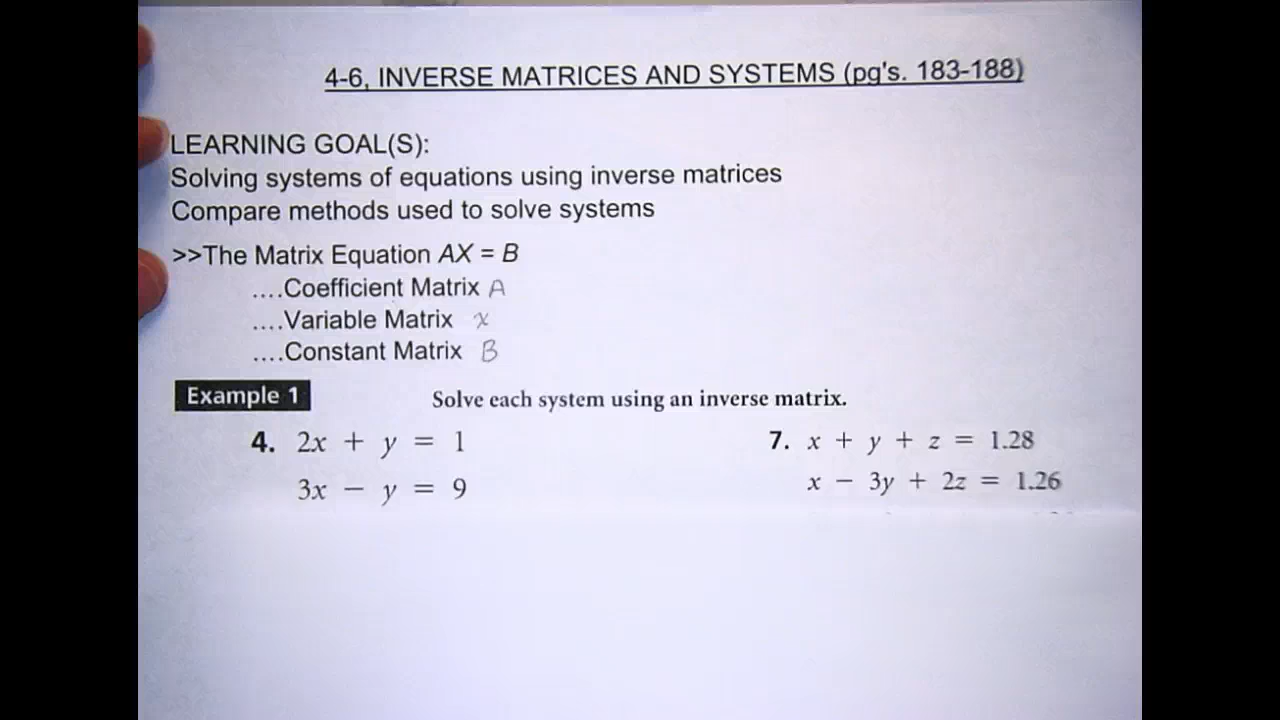 4-6, INVERSE MATRICES AND SYSTEMS (pg's. 183-188)
LEARNING GOAL(S):
Solving systems of equations using inverse matrices
Compare methods used to solve systems
>>The Matrix Equation AX = B
....Coefficient Matrix A
....Variable Matrix x
....Constant Matrix B
Example 1 Solve each system using an inverse matrix.
4. 2x + y = 1
3x − y = 9
7. x + y + z = 1.28
x − 3y + 2z = 1.26